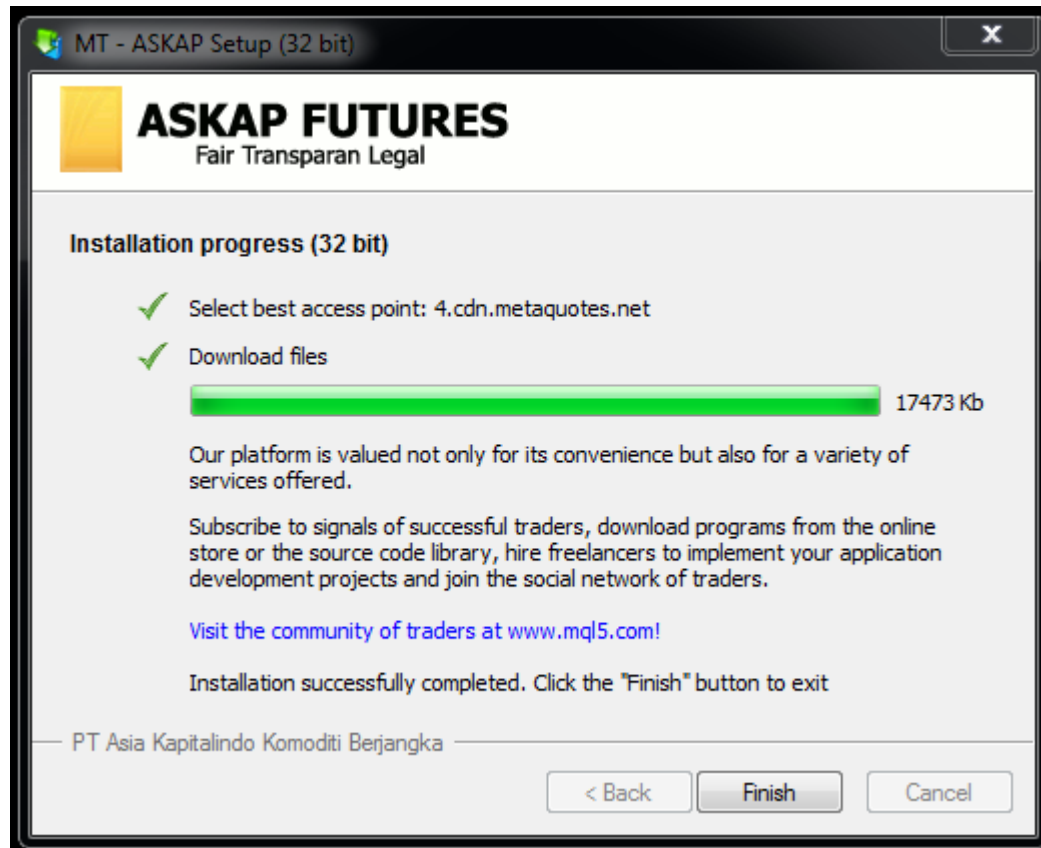 MT - ASKAP Setup (32 bit)
x
ASKAP FUTURES
Fair Transparan Legal
Installation progress (32 bit)
Select best access point: 4.cdn.metaquotes.net
Download files
17473 Kb
Our platform is valued not only for its convenience but also for a variety of
services offered.
Subscribe to signals of successful traders, download programs from the online
store or the source code library, hire freelancers to implement your application
development projects and join the social network of traders.
Visit the community of traders at www.mql5.com!
Installation successfully completed. Click the "Finish" button to exit
PT Asia Kapitalindo Komoditi Berjangka
< Back Finish Cancel